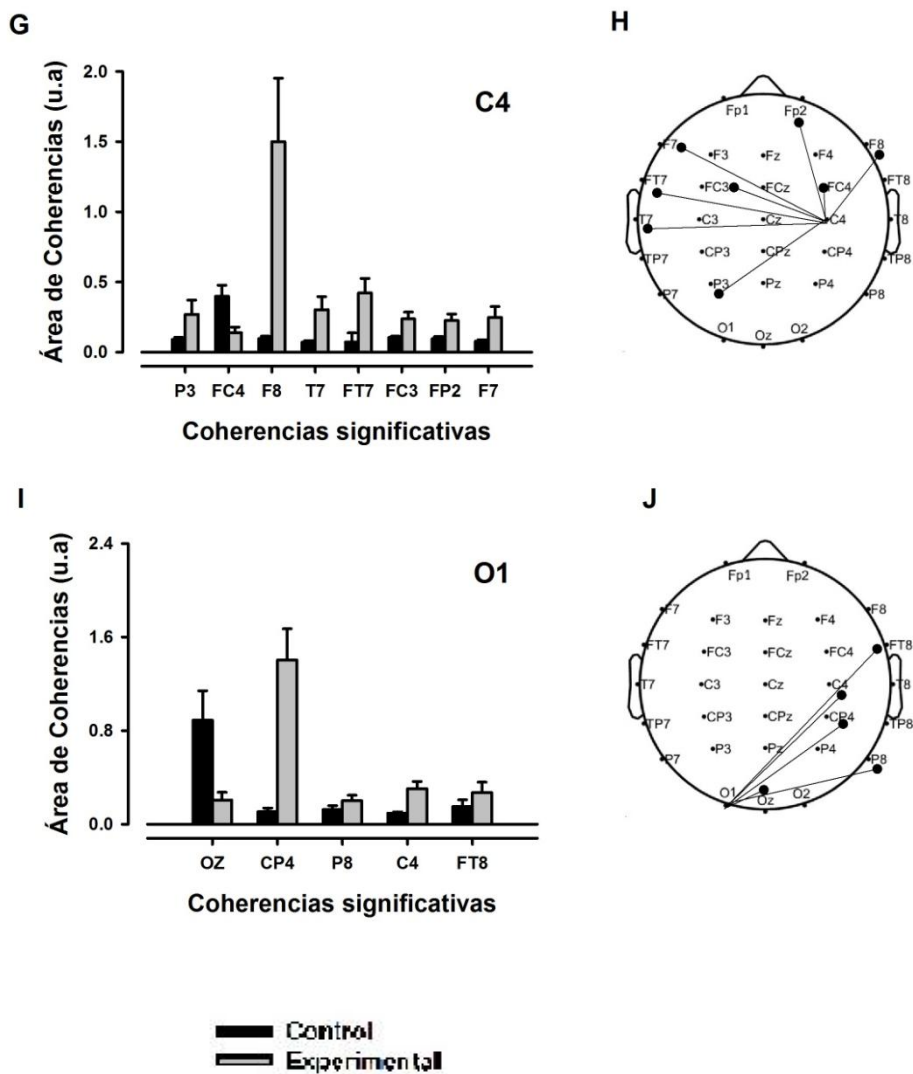 G
H
2.0
1.5
1.0
0.5
0.0
Área de Coherencias (u.a)
C4
P3 FC4 F8 T7 FT7 FC3 FP2 F7
Coherencias significativas
Fp1 Fp2
F7 F3 Fz F4 F8
FT7 FC3 FCz FC4 FT8
T7 C3 Cz C4 T8
TP7 CP3 CPz CP4 TP8
P7 P3 Pz P4 P8
O1 Oz O2
I
J
2.4
1.6
0.8
0.0
Área de Coherencias (u.a)
O1
OZ CP4 P8 C4 FT8
Coherencias significativas
Fp1 Fp2
F7 F3 Fz F4 F8
FT7 FC3 FCz FC4 FT8
T7 C3 Cz C4 T8
TP7 CP3 CPz CP4 TP8
P7 P3 Pz P4 P8
O1 Oz O2
Control
Experimental